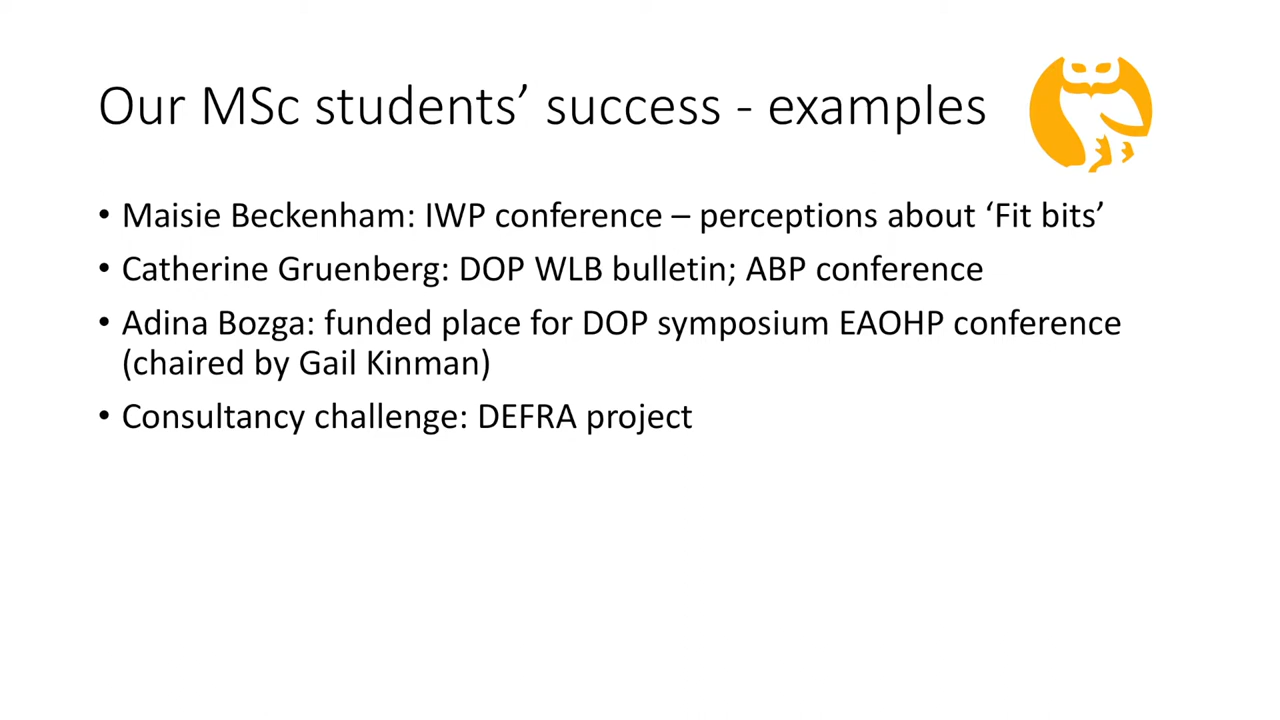 Our MSc students’ success - examples
• Maisie Beckenham: IWP conference – perceptions about ‘Fit bits’
• Catherine Gruenberg: DOP WLB bulletin; ABP conference
• Adina Bozga: funded place for DOP symposium EAOHP conference
(chaired by Gail Kinman)
• Consultancy challenge: DEFRA project